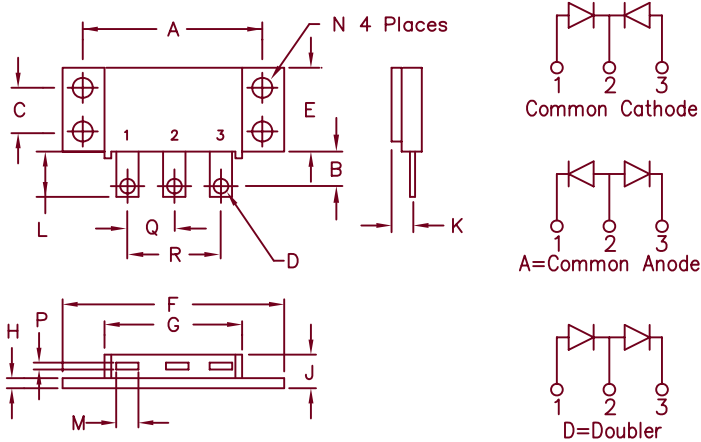 A
N 4 Places
C
E
1 2 3
B
L
Q
R
D
K
F
G
H
P
J
M
1 2 3
Common Cathode
1 2 3
A=Common Anode
1 2 3
D=Doubler